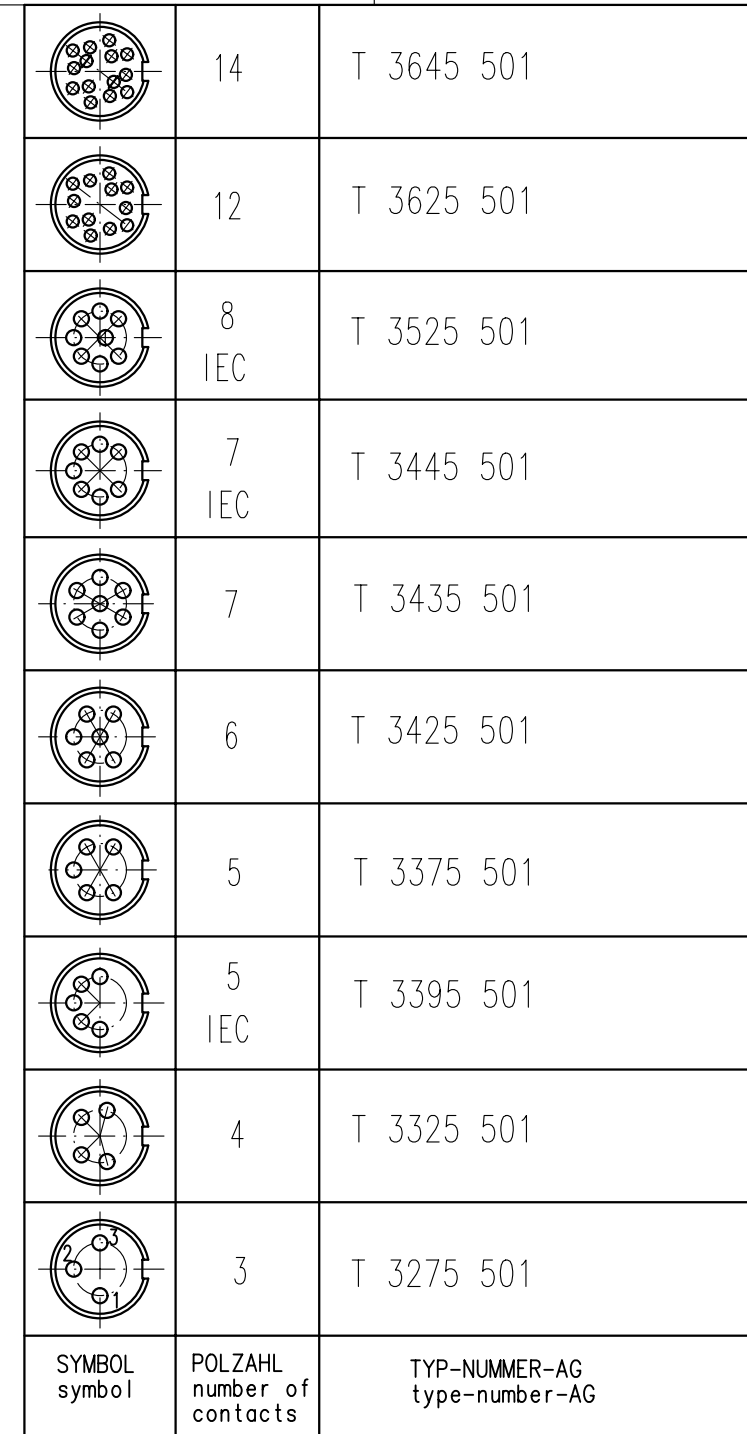 14 T 3645 501
12 T 3625 501
8
IEC
T 3525 501
7
IEC
T 3445 501
7 T 3435 501
6 T 3425 501
5 T 3375 501
5
IEC
T 3395 501
4 T 3325 501
3
2
1
3 T 3275 501
SYMBOL
symbol
POLZAHL
number of
contacts
TYP-NUMMER-AG
type-number-AG